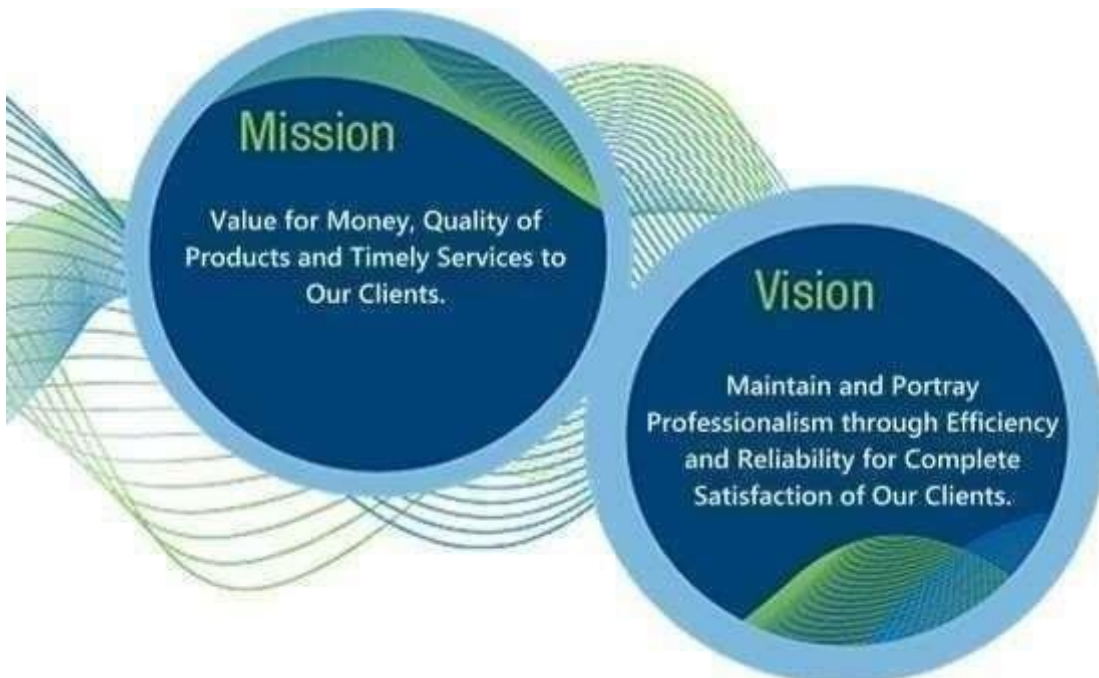 Mission
Value for Money, Quality of
Products and Timely Services to
Our Clients.
Vision
Maintain and Portray
Professionalism through Efficiency
and Reliability for Complete
Satisfaction of Our Clients.